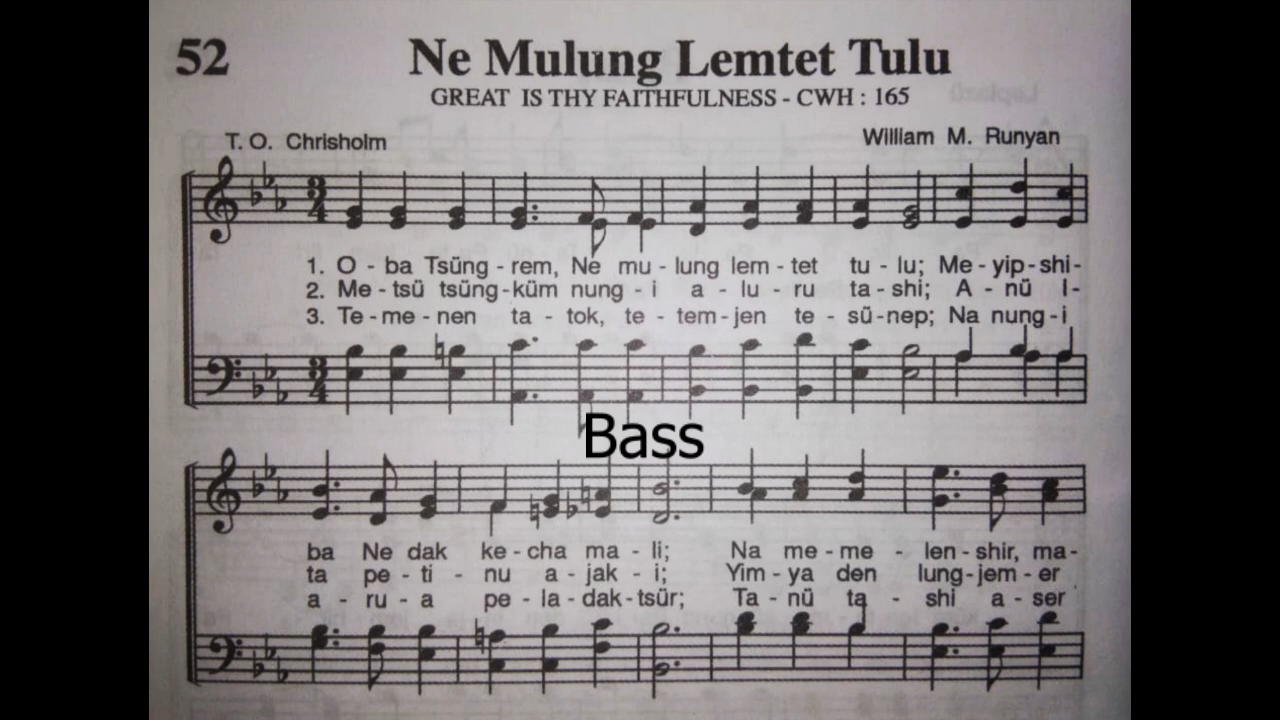 52 Ne Mulung Lemtet Tulu
GREAT IS THY FAITHFULNESS - CWH : 165
T. O. Chrisholm William M. Runyan
1. O - ba Tsüng - rem, Ne mu - lung lem - tet tu - lu; Me - yip - shi -
2. Me - tsü tsüng - küm nung - i a - lu - ru ta - shi; A - nü I -
3. Te - me - nen ta - tok, te - tem - jen te - sü - nep; Na nung - i
Bass
ba Ne dak ke - cha ma - li; Na me - me - len - shir, ma -
ta pe - ti - nu a - jak - i; Yim - ya den lung - jem - er
a - ru - a pe - la - dak - tsür; Ta - nü ta - shi a - ser